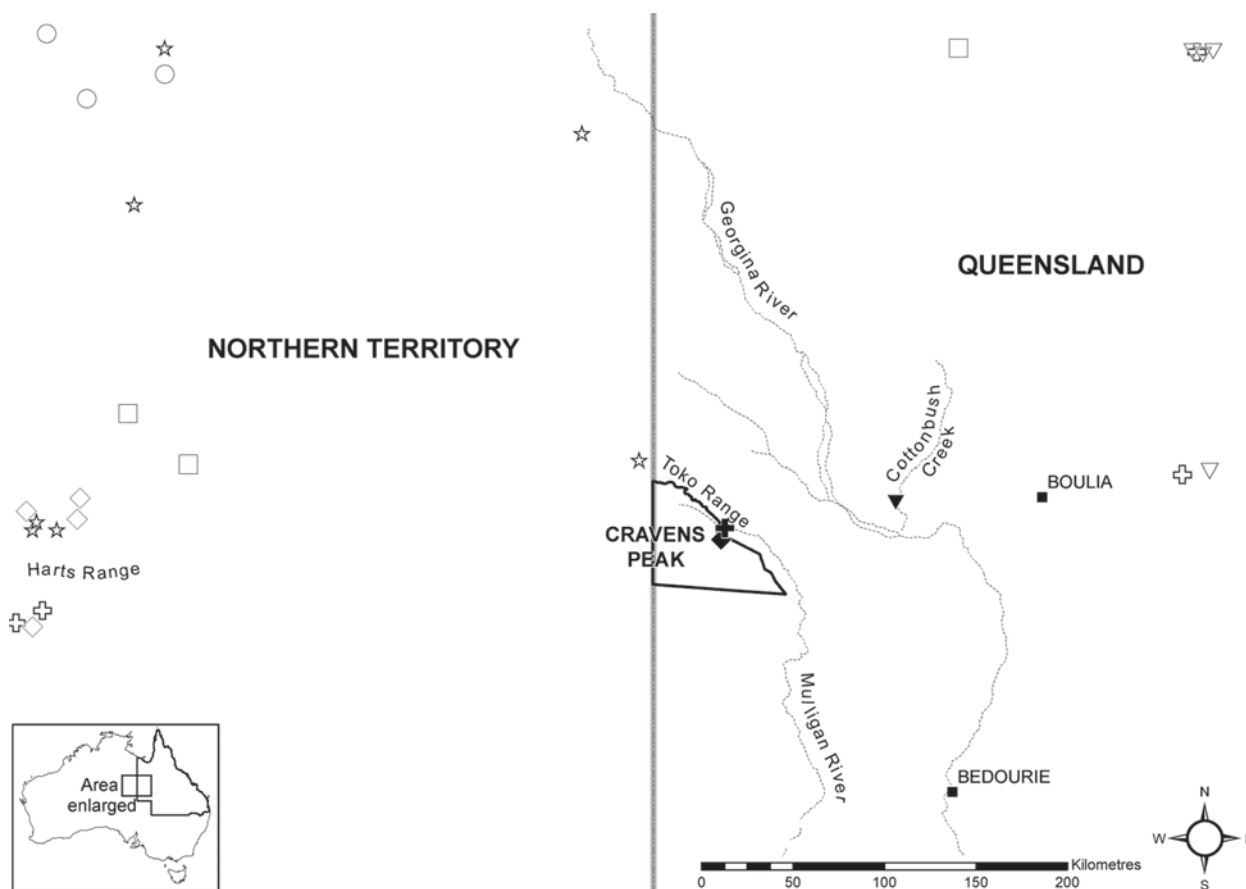 Georgina River
QUEENSLAND
NORTHERN TERRITORY
Cottonbush
Creek
Toko Range
BOULIA
CRAVENS
PEAK
Harts Range
Mulligan River
BEDOURIE
Area
enlarged
N
W
E
S
Kilometres
0 50 100 150 200